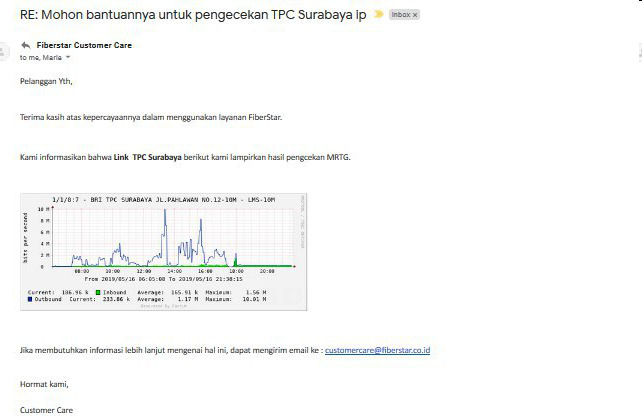 RE: Mohon bantuannya untuk pengecekan TPC Surabaya lp
Inbox x
Fiberstar Customer Care
to me, Maria
Pelanggan Yth,
Terima kasih atas kepercayaannya dalam menggunakan layanan FiberStar.
Kami informasikan bahwa Link TPC Surabaya berikut kami lampirkan hasil pengcekan MRTG.
1/1/8:7 - BRI TPC SURABAYA JL.PAHLAWAN NO.12-10M - LMS-10M
bits per second
10 M
8 M
6 M
4 M
2 M
0
08:00 10:00 12:00 14:00 16:00 18:00 20:00
From 2019/05/16 06:05:08 To 2019/05/16 21:38:15
Current: 186.96 k Inbound Average: 165.91 k Maximum: 1.56 M
Outbound Current: 233.86 k Average: 1.17 M Maximum: 10.01 M
Jika membutuhkan informasi lebih lanjut mengenai hal ini, dapat mengirim email ke : customercare@fiberstar.co.id
Hormat kami,
Customer Care